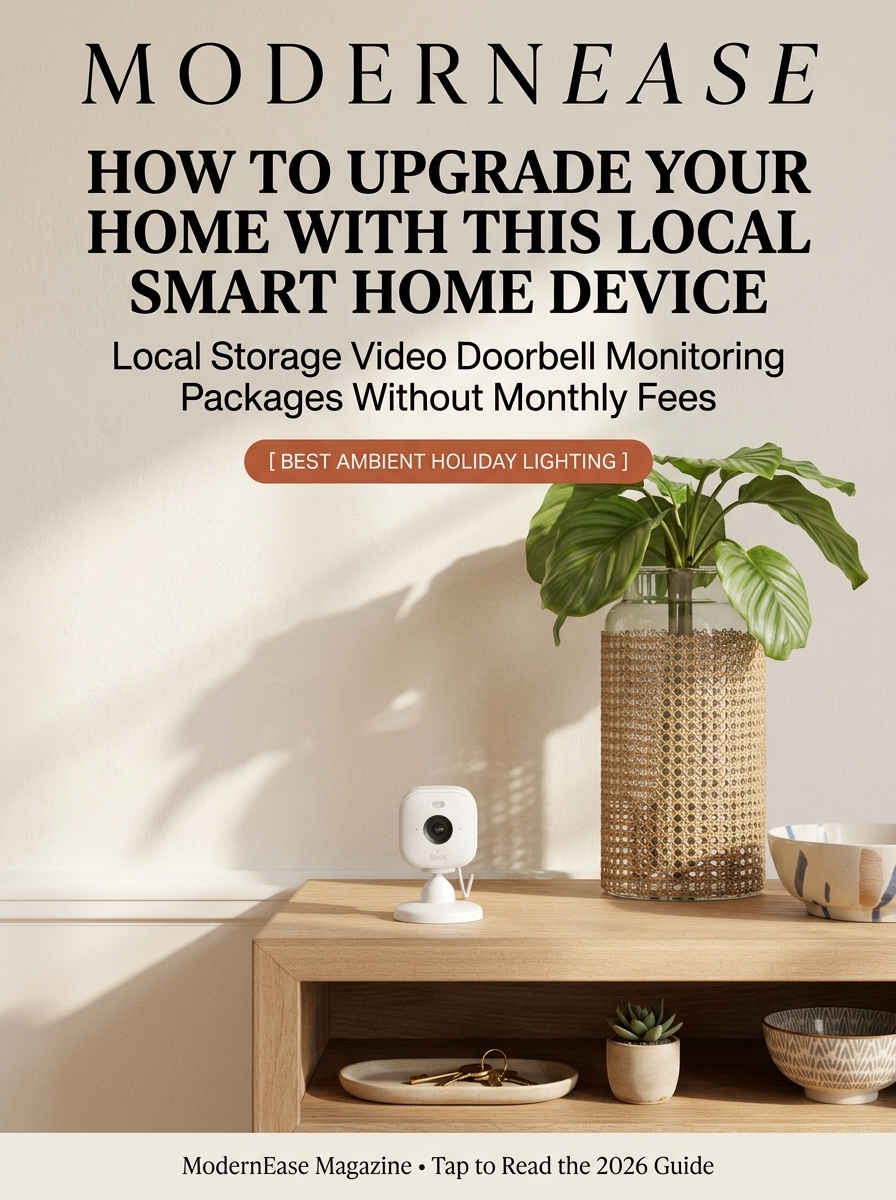 MODERNEASE
HOW TO UPGRADE YOUR
HOME WITH THIS LOCAL
SMART HOME DEVICE
Local Storage Video Doorbell Monitoring
Packages Without Monthly Fees
[ BEST AMBIENT HOLIDAY LIGHTING ]
ModernEase Magazine • Tap to Read the 2026 Guide